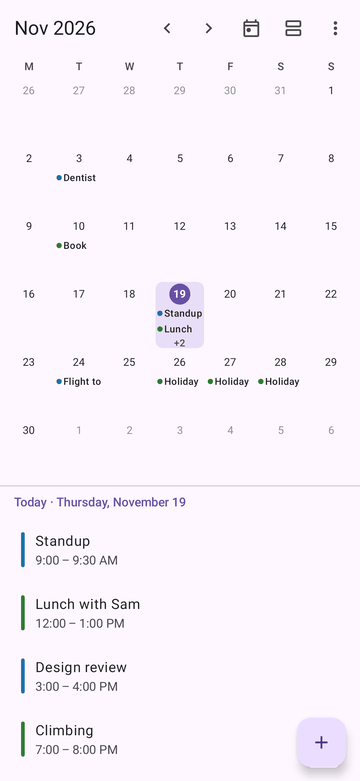 Nov 2026
M T W T F S S
26 27 28 29 30 31 1
2 3 4 5 6 7 8
Dentist
9 10 11 12 13 14 15
Book
16 17 18 19 20 21 22
Standup
Lunch
+2
23 24 25 26 27 28 29
Flight to Holiday Holiday Holiday
30 1 2 3 4 5 6
Today · Thursday, November 19
Standup
9:00 – 9:30 AM
Lunch with Sam
12:00 – 1:00 PM
Design review
3:00 – 4:00 PM
Climbing
7:00 – 8:00 PM